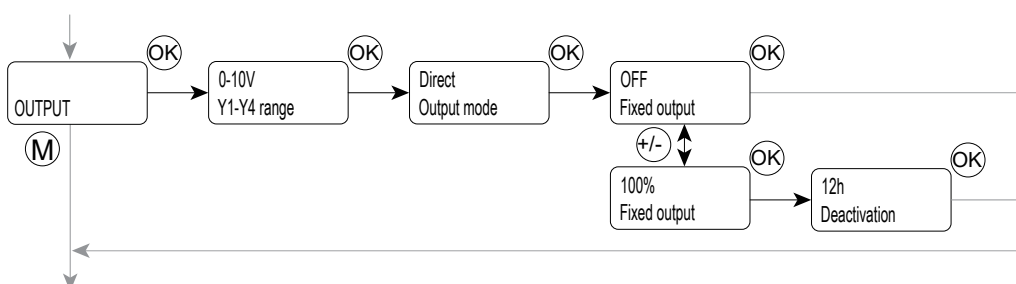 OK
OK
OK
OK
OUTPUT
0-10V
Y1-Y4 range
Direct
Output mode
OFF
Fixed output
M
+/-
OK
OK
100%
Fixed output
12h
Deactivation